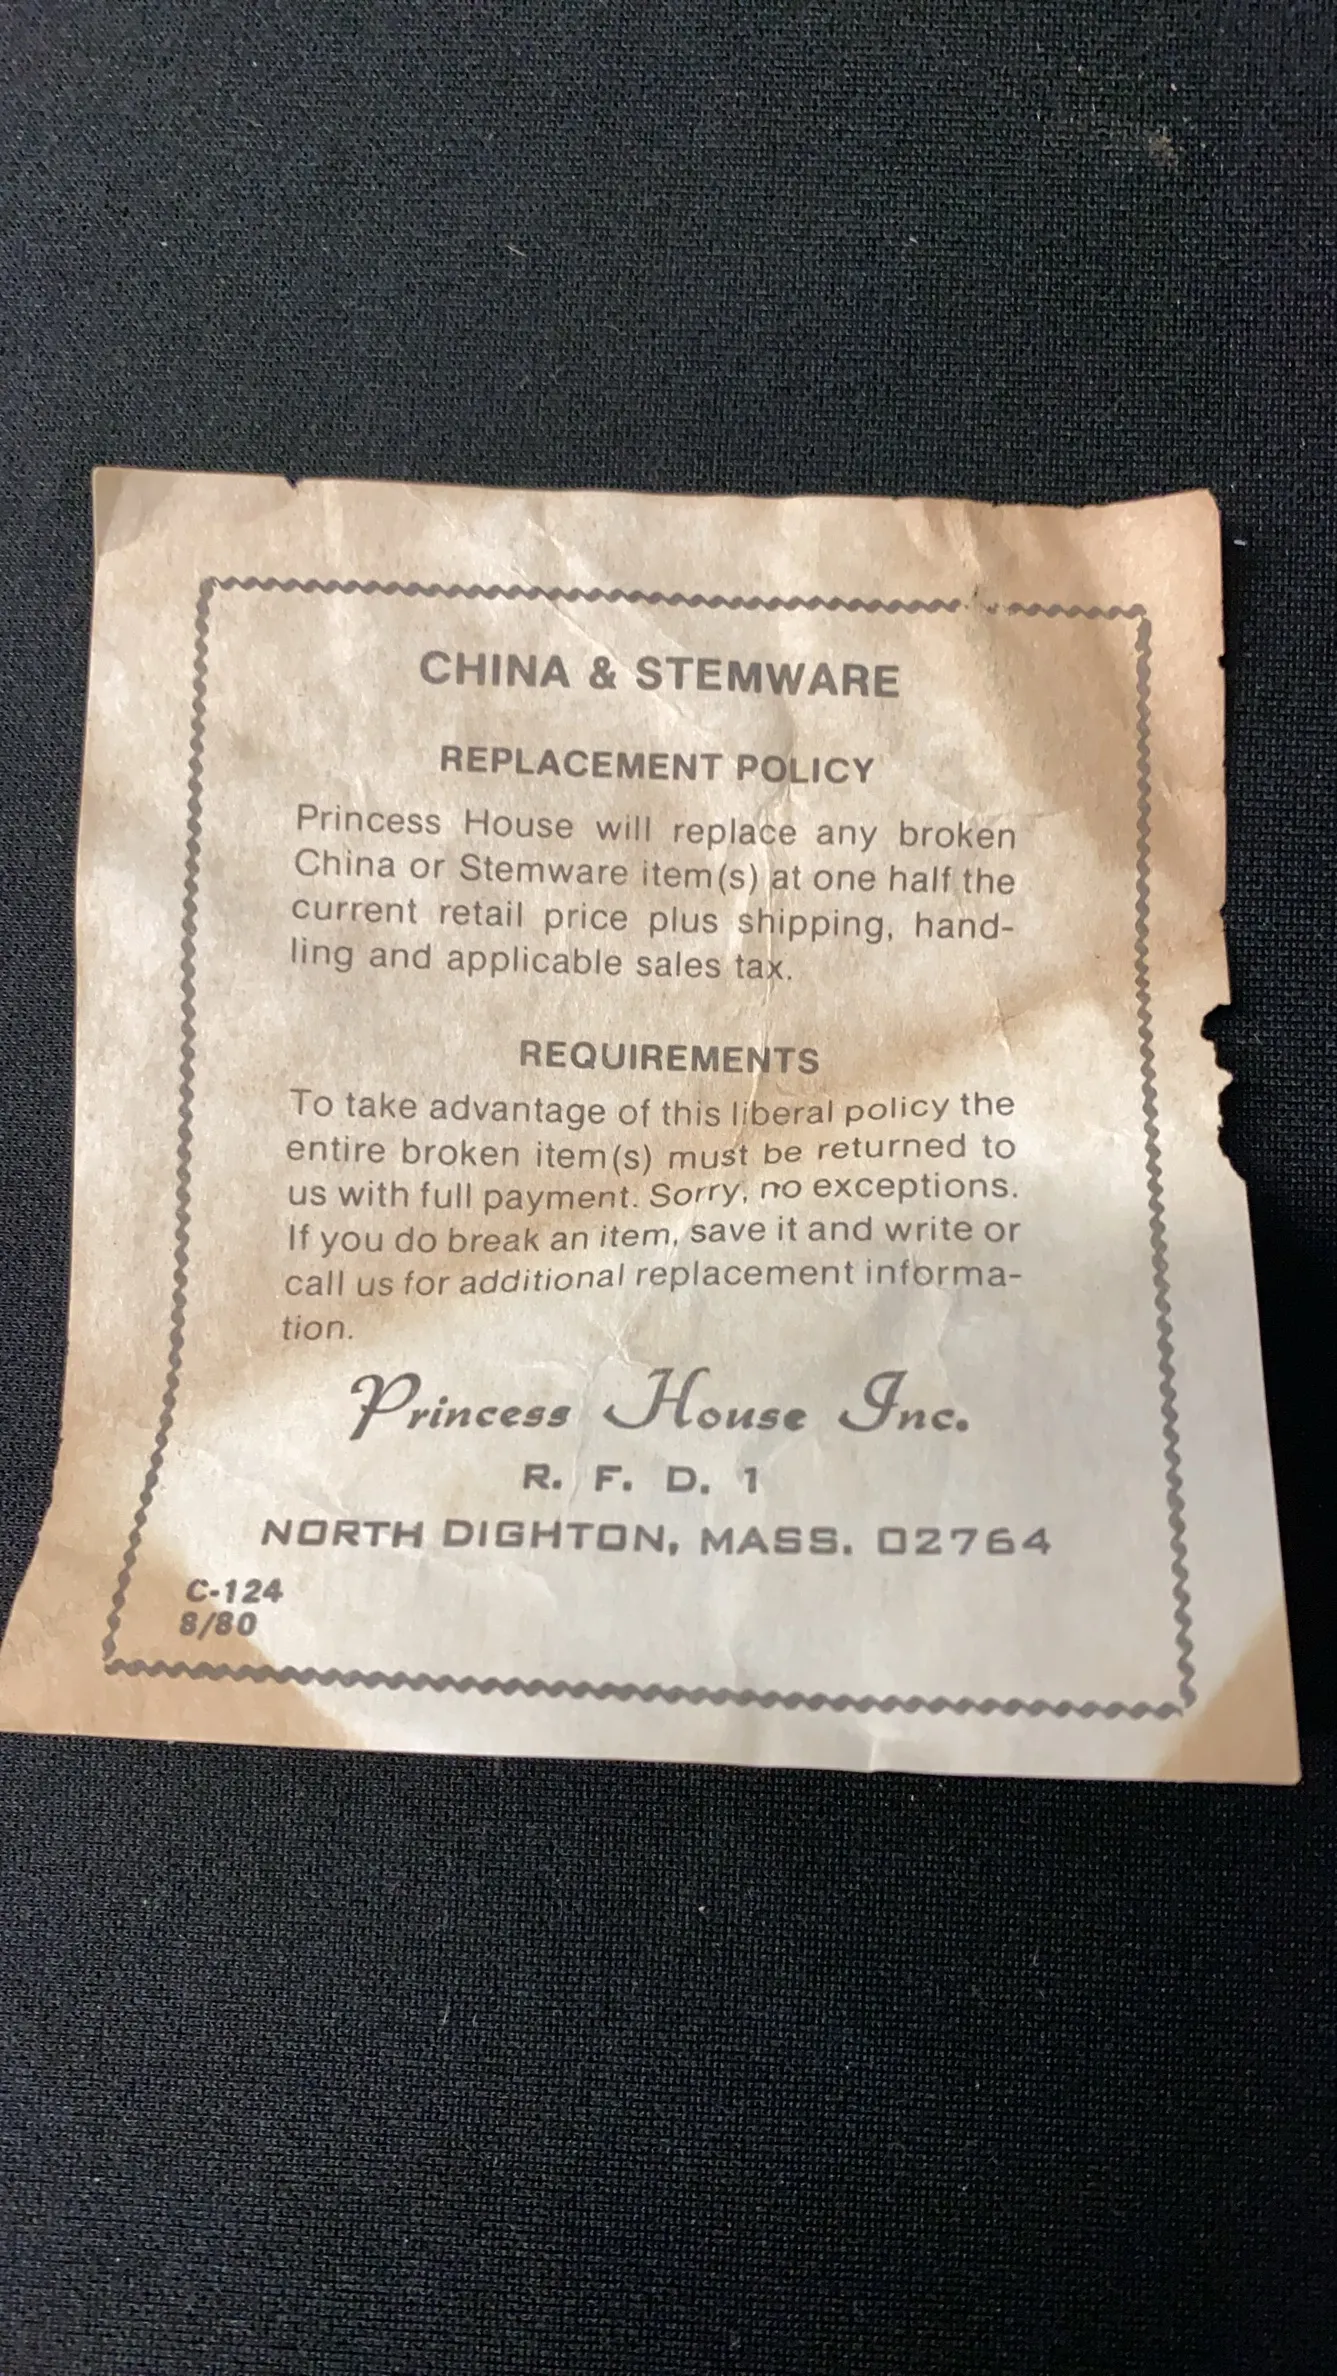 CHINA & STEMWARE
REPLACEMENT POLICY
Princess House will replace any broken
China or Stemware item(s) at one half the
current retail price plus shipping, hand-
ling and applicable sales tax.
REQUIREMENTS
To take advantage of this liberal policy the
entire broken item(s) must be returned to
us with full payment. Sorry, no exceptions.
If you do break an item, save it and write or
call us for additional replacement informa-
tion.
Princess House Inc.
R. F. D. 1
NORTH DIGHTON, MASS. 02764
C-124
8/80